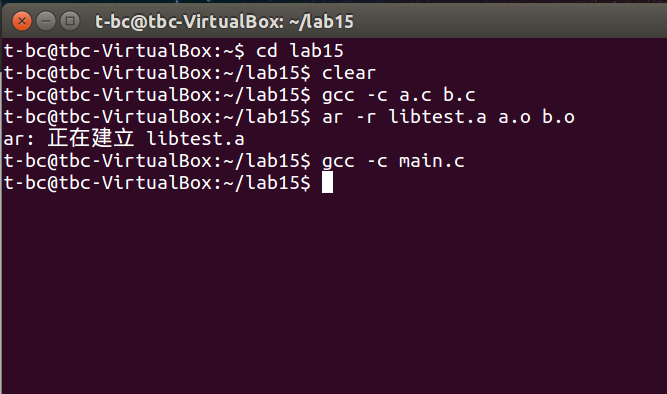 t-bc@tbc-VirtualBox: ~/lab15
t-bc@tbc-VirtualBox:~$ cd lab15
t-bc@tbc-VirtualBox:~/lab15$ clear
t-bc@tbc-VirtualBox:~/lab15$ gcc -c a.c b.c
t-bc@tbc-VirtualBox:~/lab15$ ar -r libtest.a a.o b.o
ar: 正在建立 libtest.a
t-bc@tbc-VirtualBox:~/lab15$ gcc -c main.c
t-bc@tbc-VirtualBox:~/lab15$